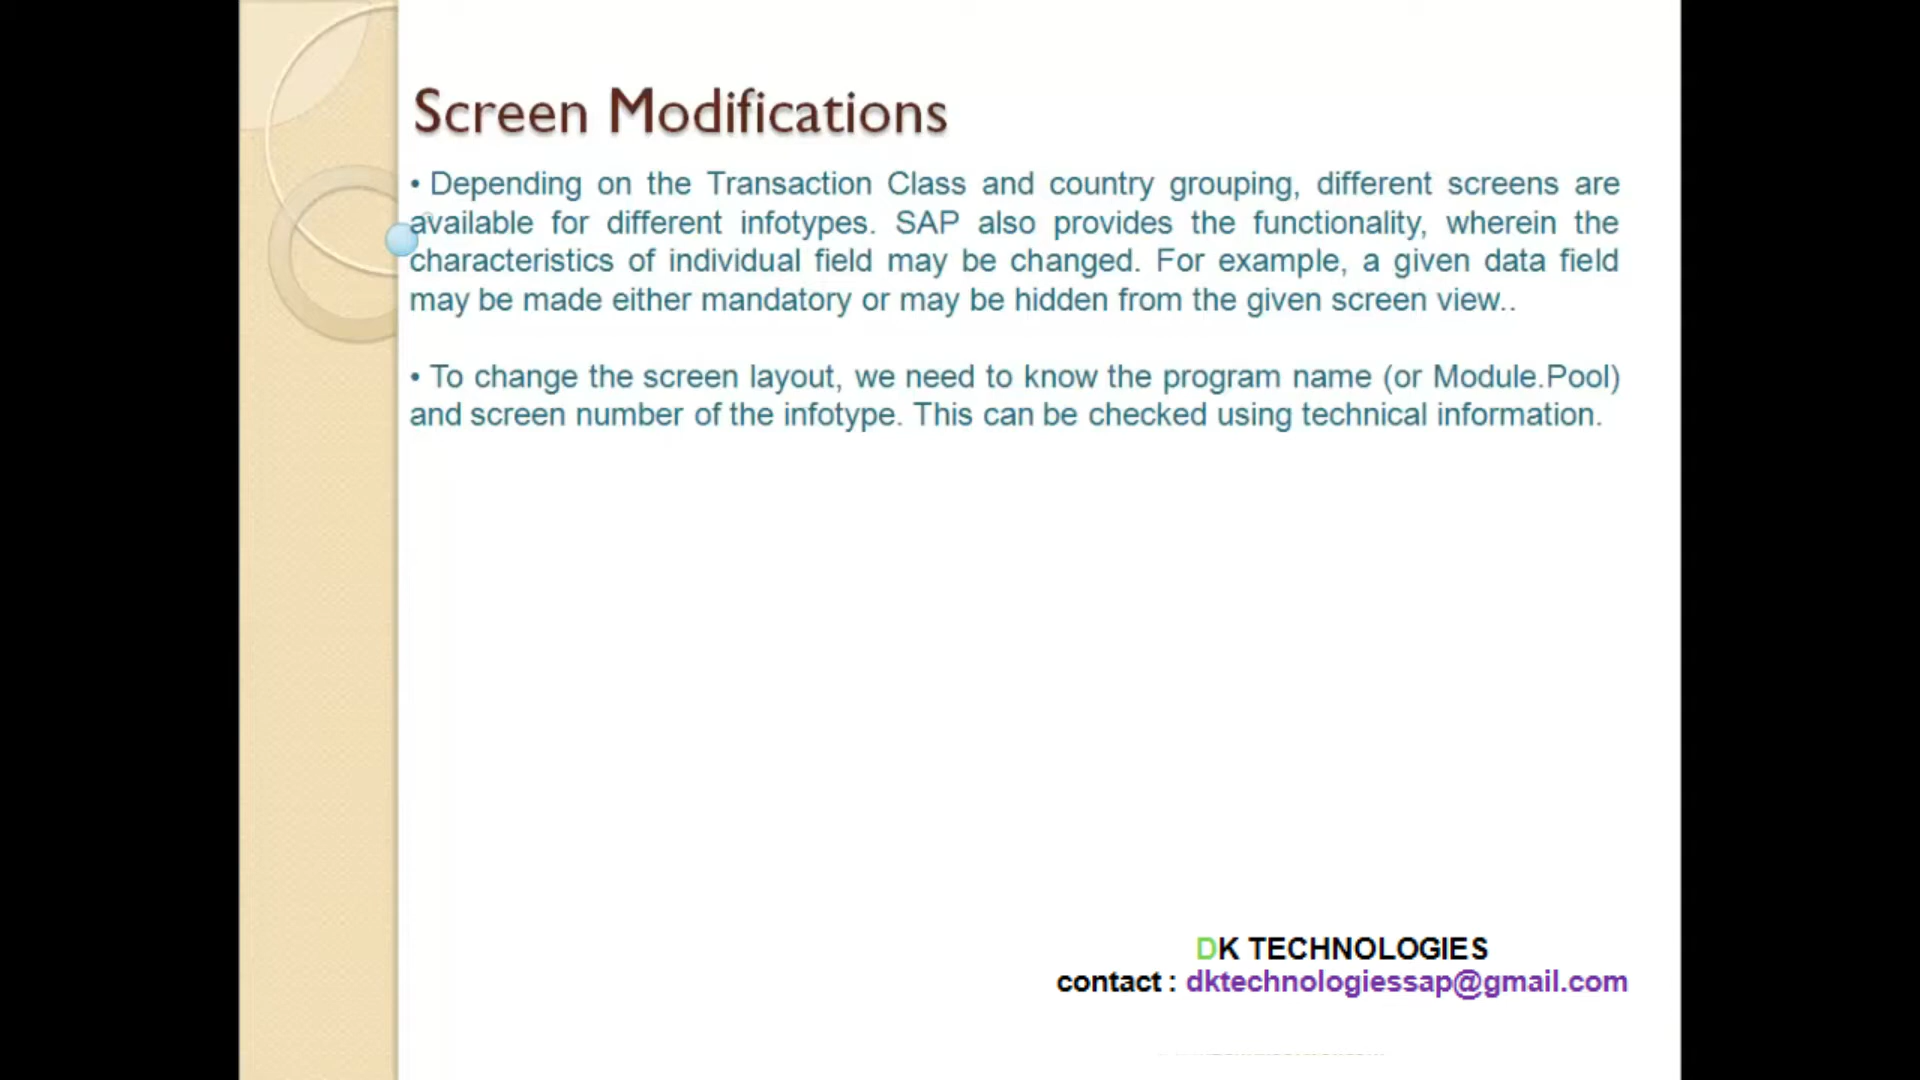 Screen Modifications
• Depending on the Transaction Class and country grouping, different screens are
available for different infotypes. SAP also provides the functionality, wherein the
characteristics of individual field may be changed. For example, a given data field
may be made either mandatory or may be hidden from the given screen view..
• To change the screen layout, we need to know the program name (or Module.Pool)
and screen number of the infotype. This can be checked using technical information.
DK TECHNOLOGIES
contact : dktechnologiessap@gmail.com